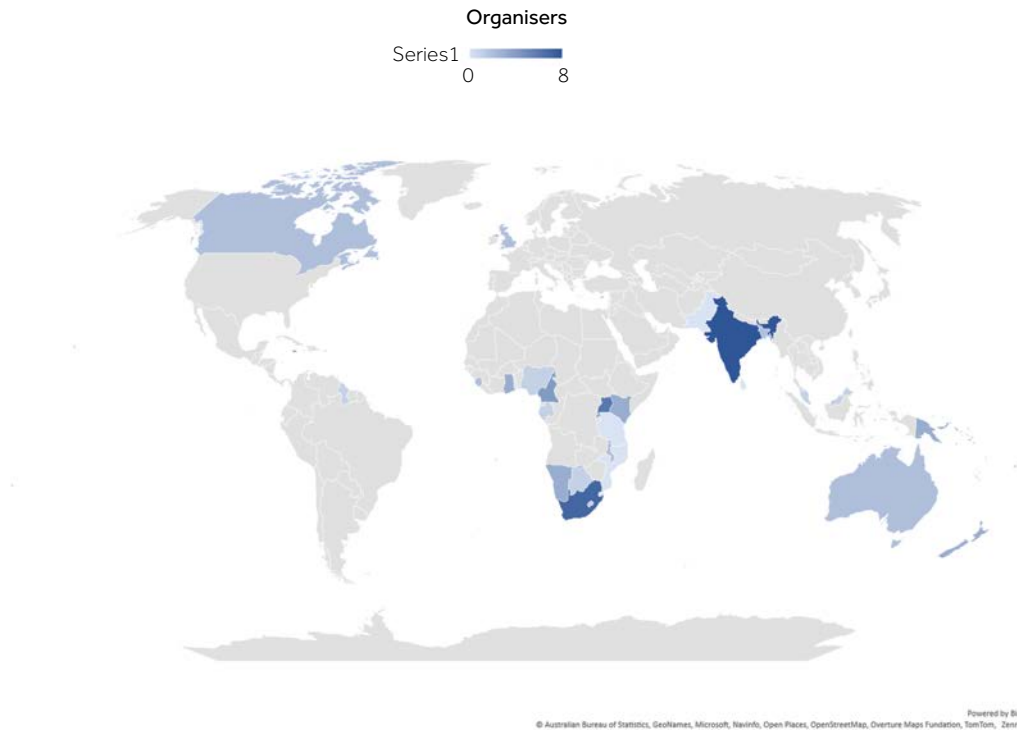 Organisers
Series1
0 8
Powered by Bi
© Australian Bureau of Statistics, GeoNames, Microsoft, Navinfo, Open Places, OpenStreetMap, Overture Maps Fundation, TomTom, Zenr